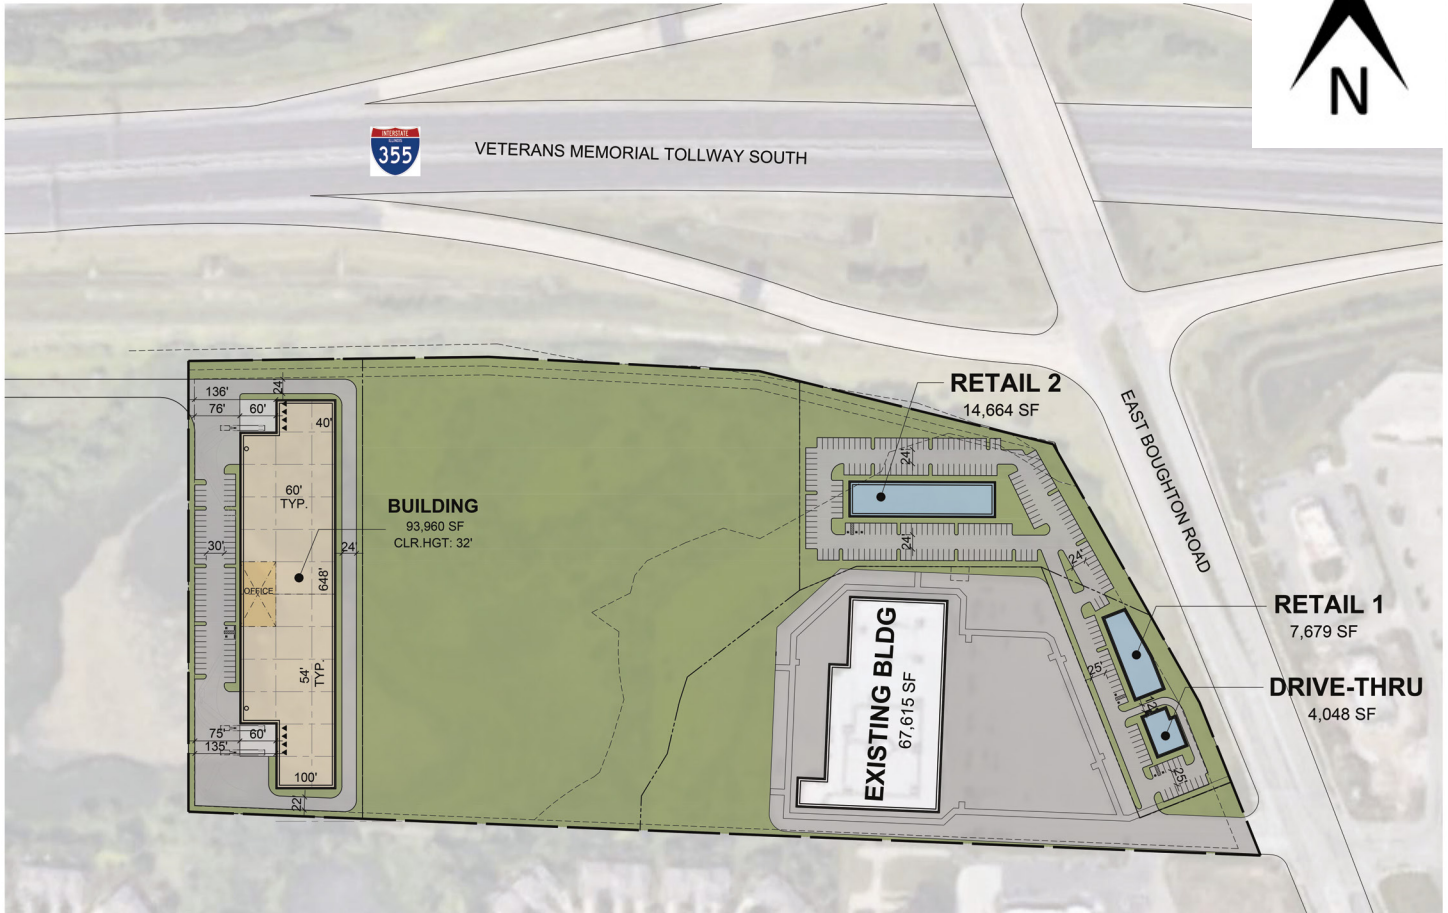 N
INTERSTATE
ILLINOIS
355
VETERANS MEMORIAL TOLLWAY SOUTH
EAST BOUGHTON ROAD
RETAIL 2
14,664 SF
RETAIL 1
7,679 SF
DRIVE-THRU
4,048 SF
EXISTING BLDG
67,615 SF
BUILDING
93,960 SF
CLR.HGT: 32'
136'
24'
76'
60'
40'
60'
TYP.
30'
24'
648'
OFFICE
54'
TYP.
75'
60'
135'
100'
22'
24'
24'
24'
25'
12'
25'